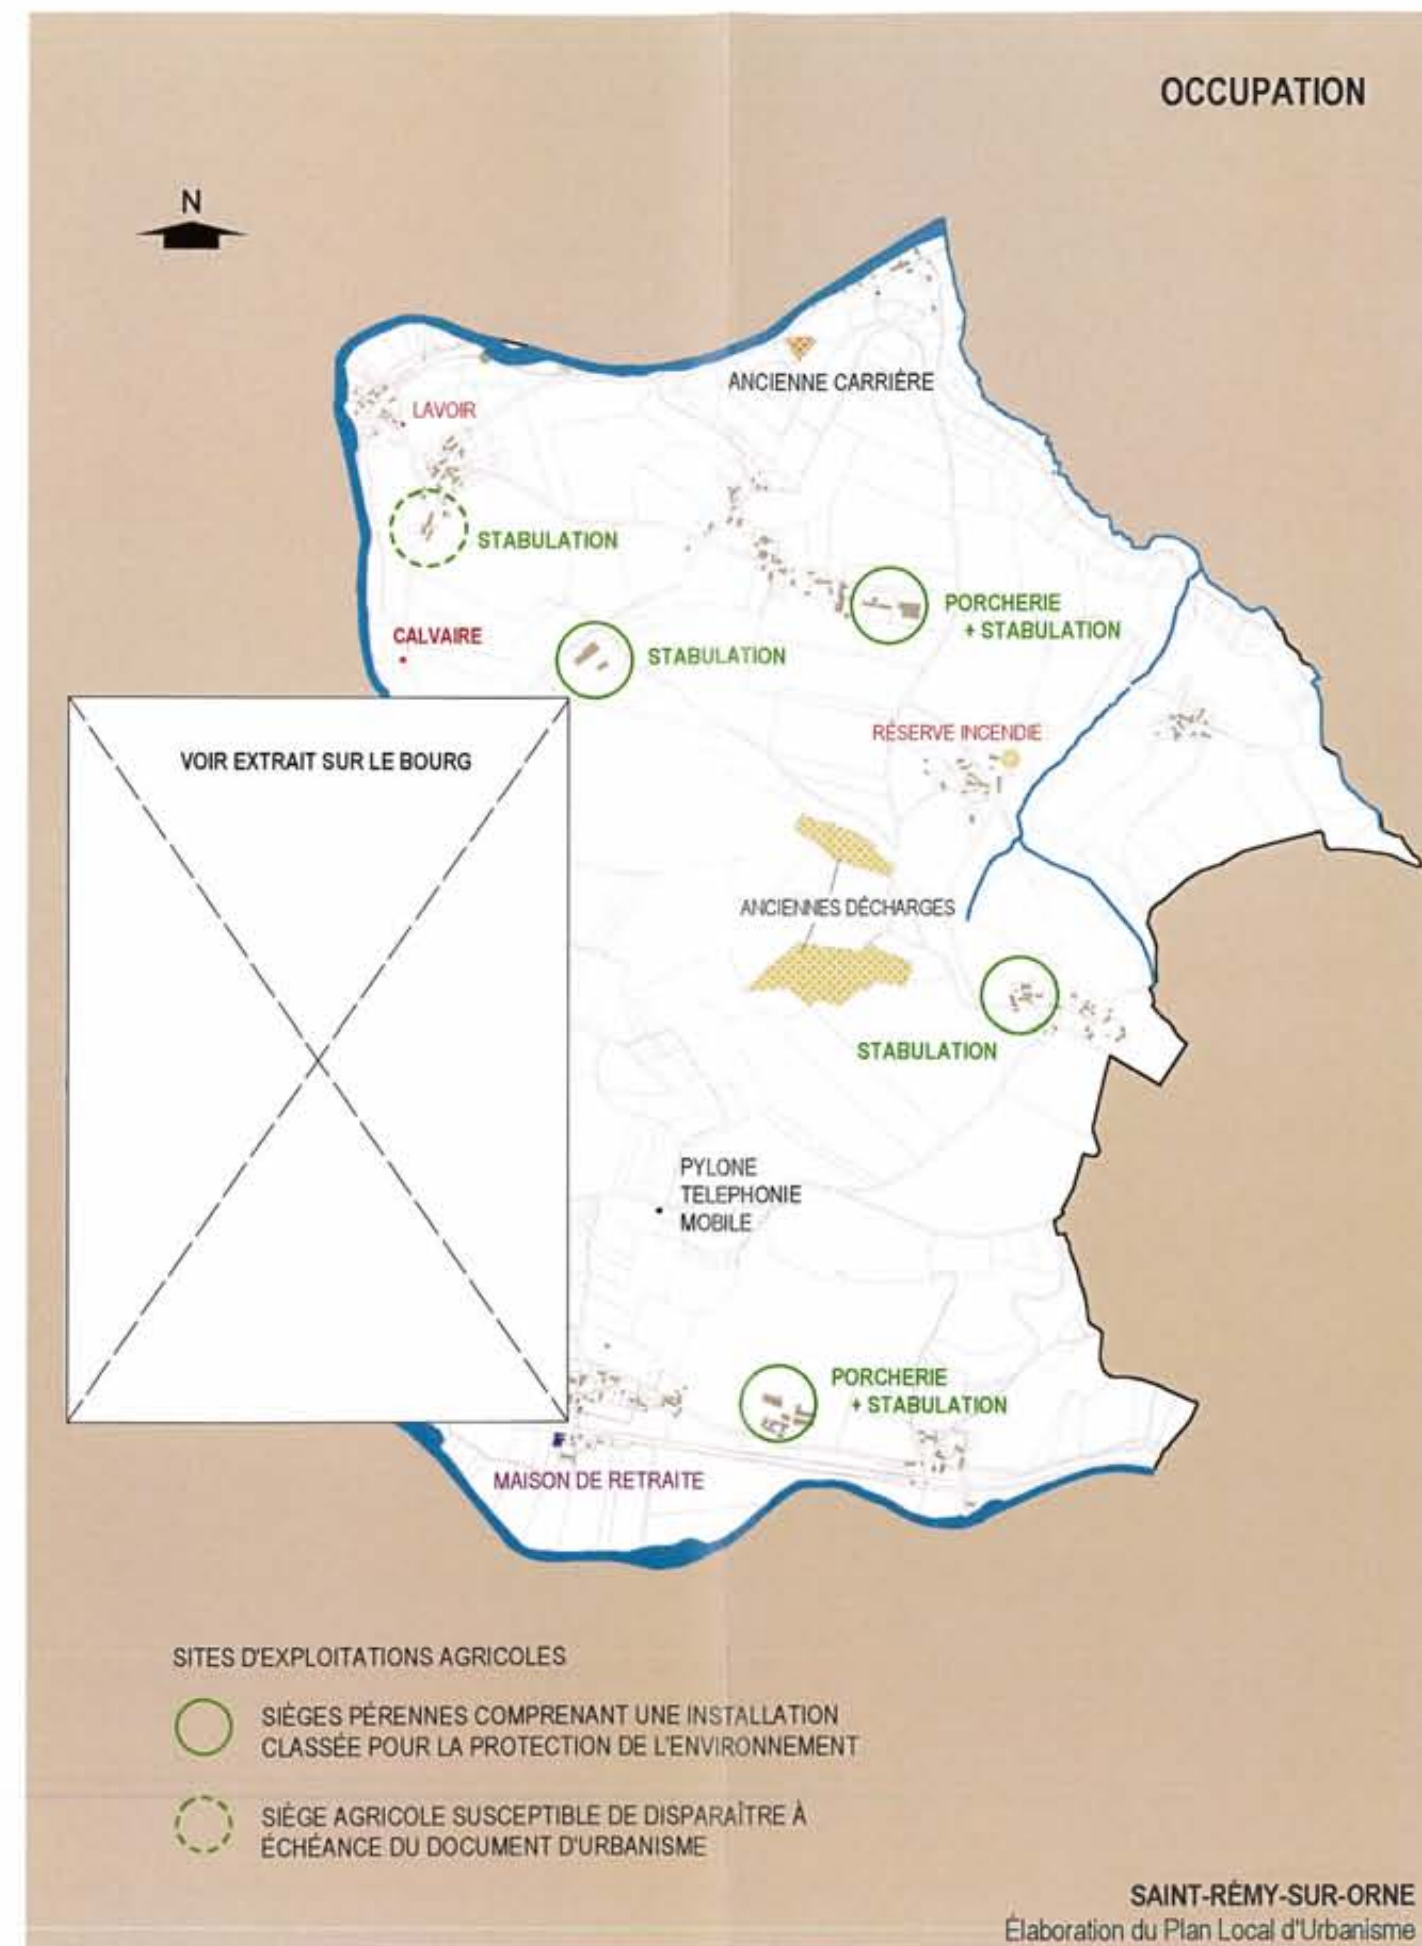 OCCUPATION
N
ANCIENNE CARRIÈRE
LAVOIR
STABULATION
PORCHERIE
+ STABULATION
CALVAIRE
STABULATION
RÉSERVE INCENDIE
VOIR EXTRAIT SUR LE BOURG
ANCIENNES DÉCHARGES
STABULATION
PYLONE
TELEPHONIE
MOBILE
PORCHERIE
+ STABULATION
MAISON DE RETRAITE
SITES D'EXPLOITATIONS AGRICOLES
SIÉGES PÉRENNES COMPRENANT UNE INSTALLATION
CLASSÉE POUR LA PROTECTION DE L'ENVIRONNEMENT
SIÉGE AGRICOLE SUSCEPTIBLE DE DISPARAÎTRE À
ÉCHÉANCE DU DOCUMENT D'URBANISME
SAINT-RÉMY-SUR-ORNE
Élaboration du Plan Local d'Urbanisme